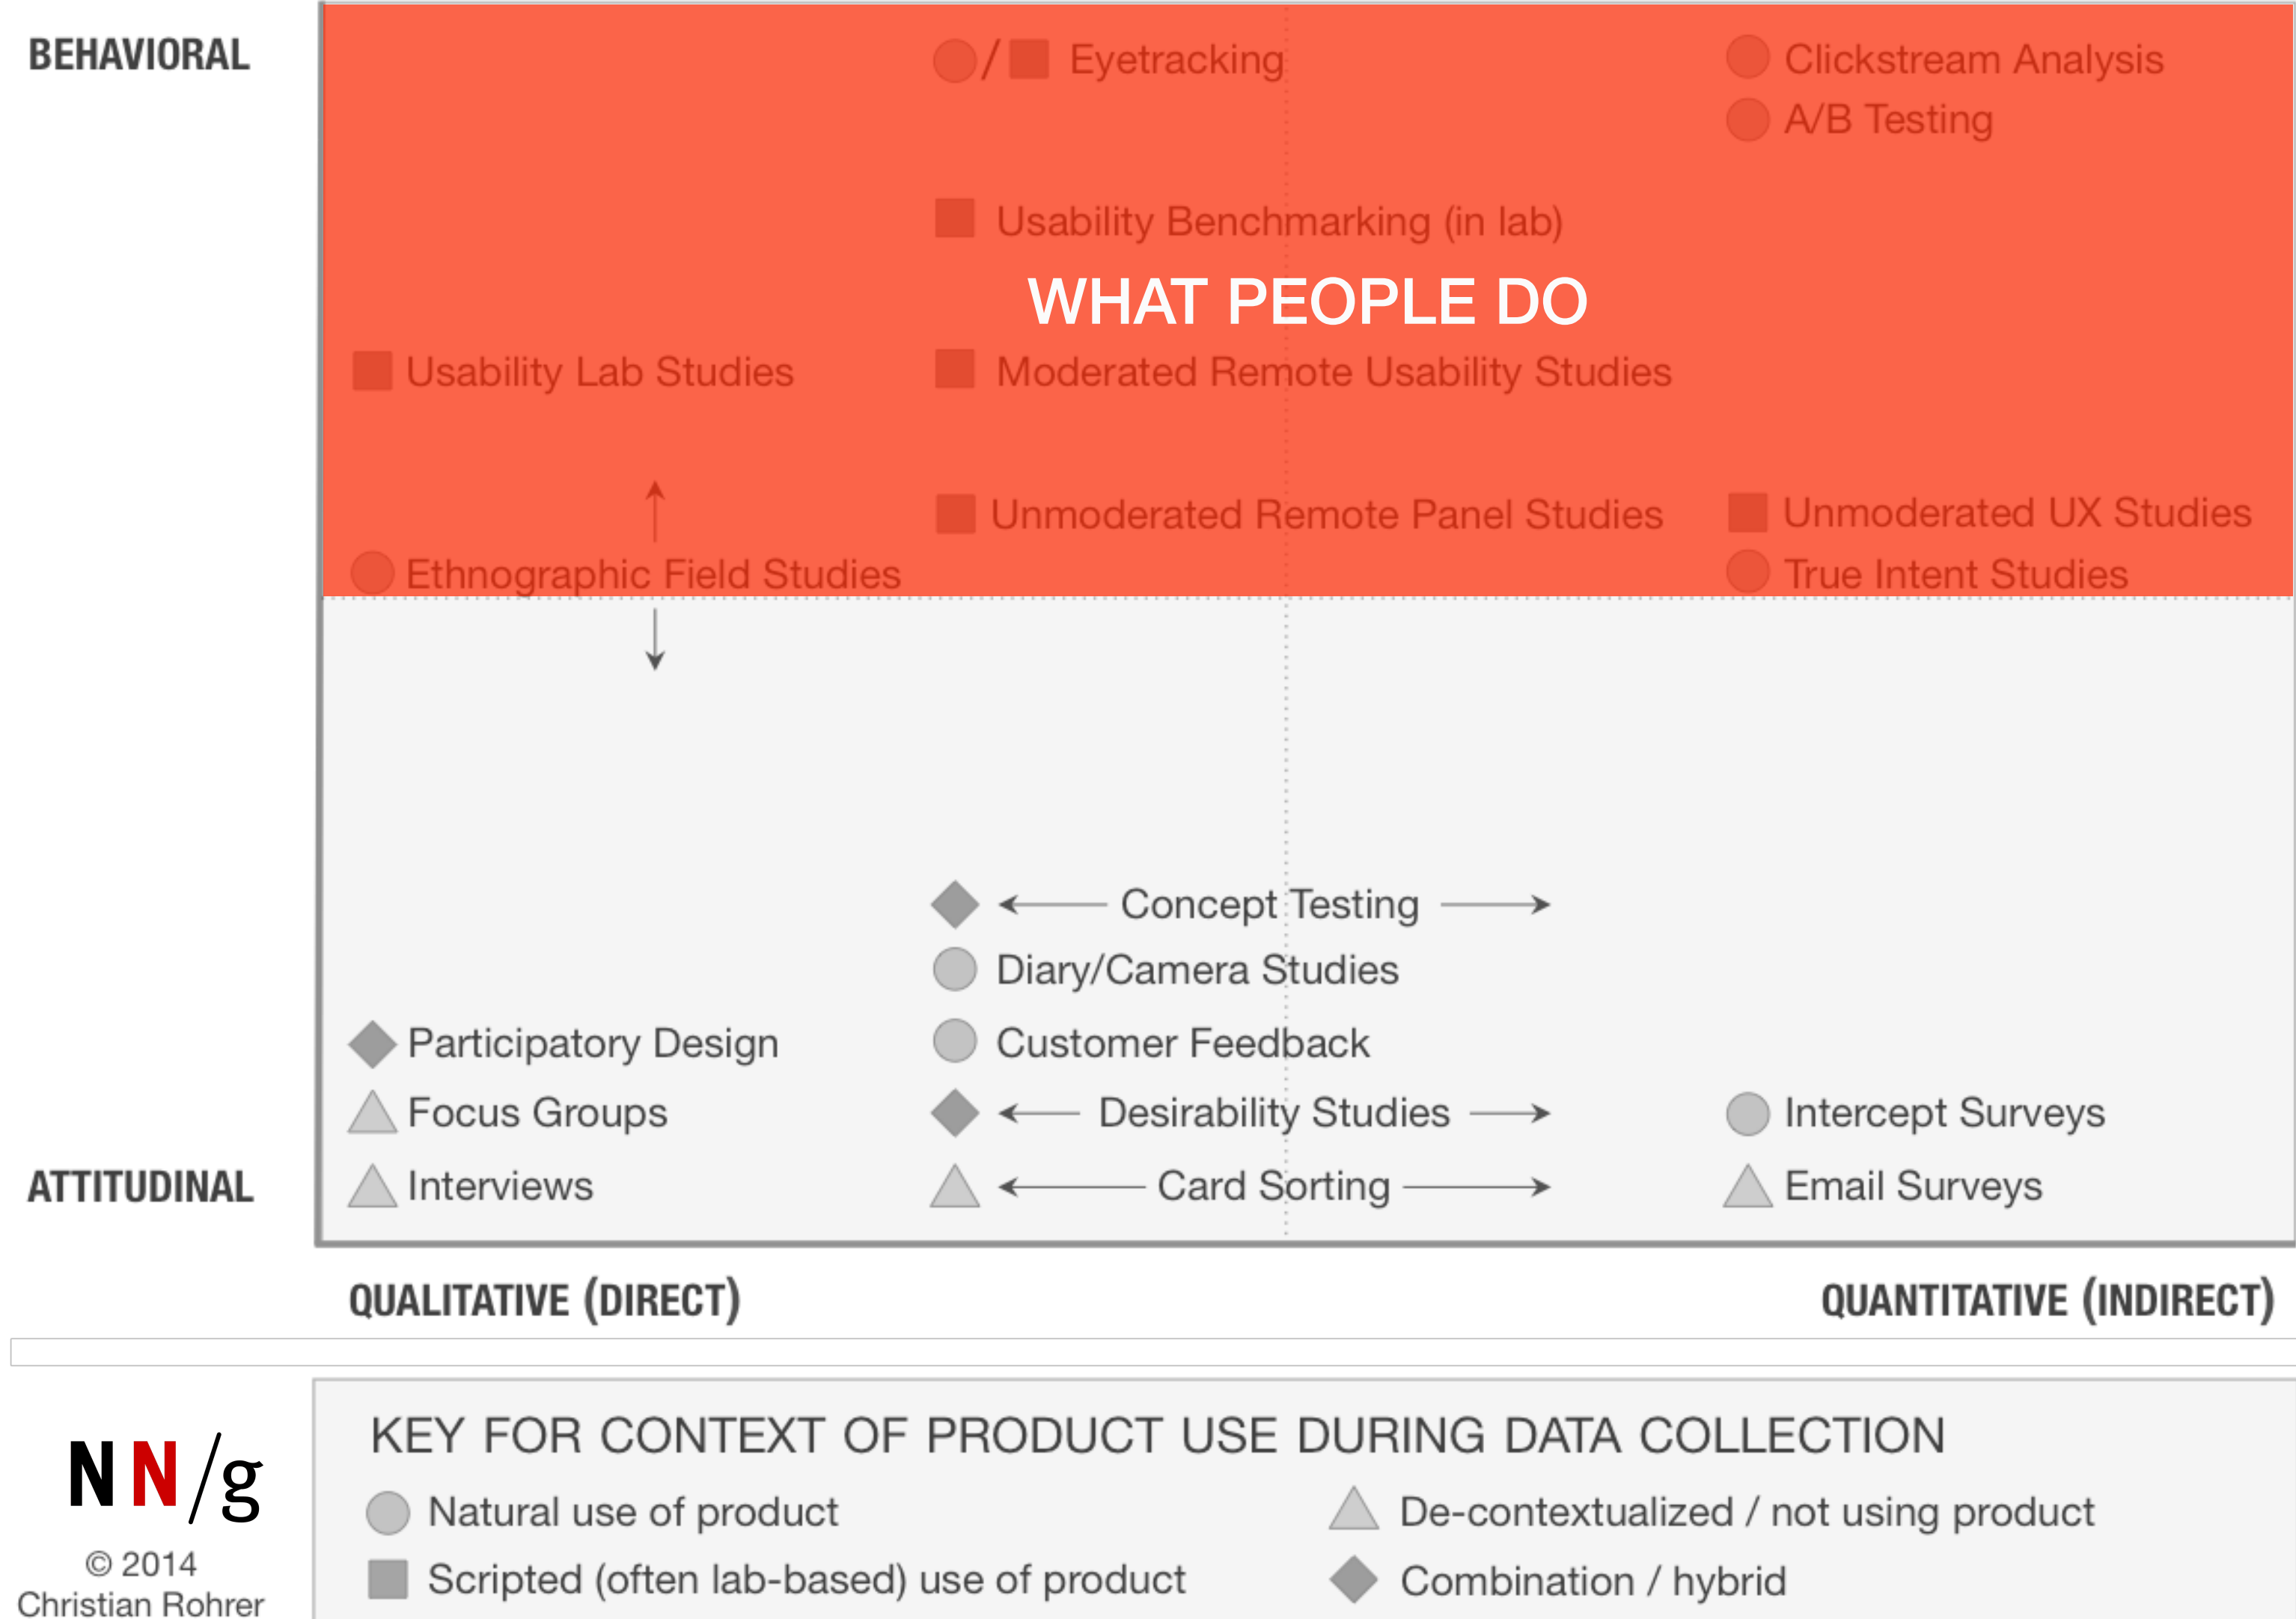 BEHAVIORAL
/ Eyetracking
Clickstream Analysis
A/B Testing
Usability Benchmarking (in lab)
WHAT PEOPLE DO
Usability Lab Studies
Moderated Remote Usability Studies
Unmoderated Remote Panel Studies
Unmoderated UX Studies
Ethnographic Field Studies
True Intent Studies
Concept Testing
Diary/Camera Studies
Participatory Design
Customer Feedback
Focus Groups
Desirability Studies
Intercept Surveys
ATTITUDINAL
Interviews
Card Sorting
Email Surveys
QUALITATIVE (DIRECT)
QUANTITATIVE (INDIRECT)
NN/g
© 2014
Christian Rohrer
KEY FOR CONTEXT OF PRODUCT USE DURING DATA COLLECTION
Natural use of product
De-contextualized / not using product
Scripted (often lab-based) use of product
Combination / hybrid